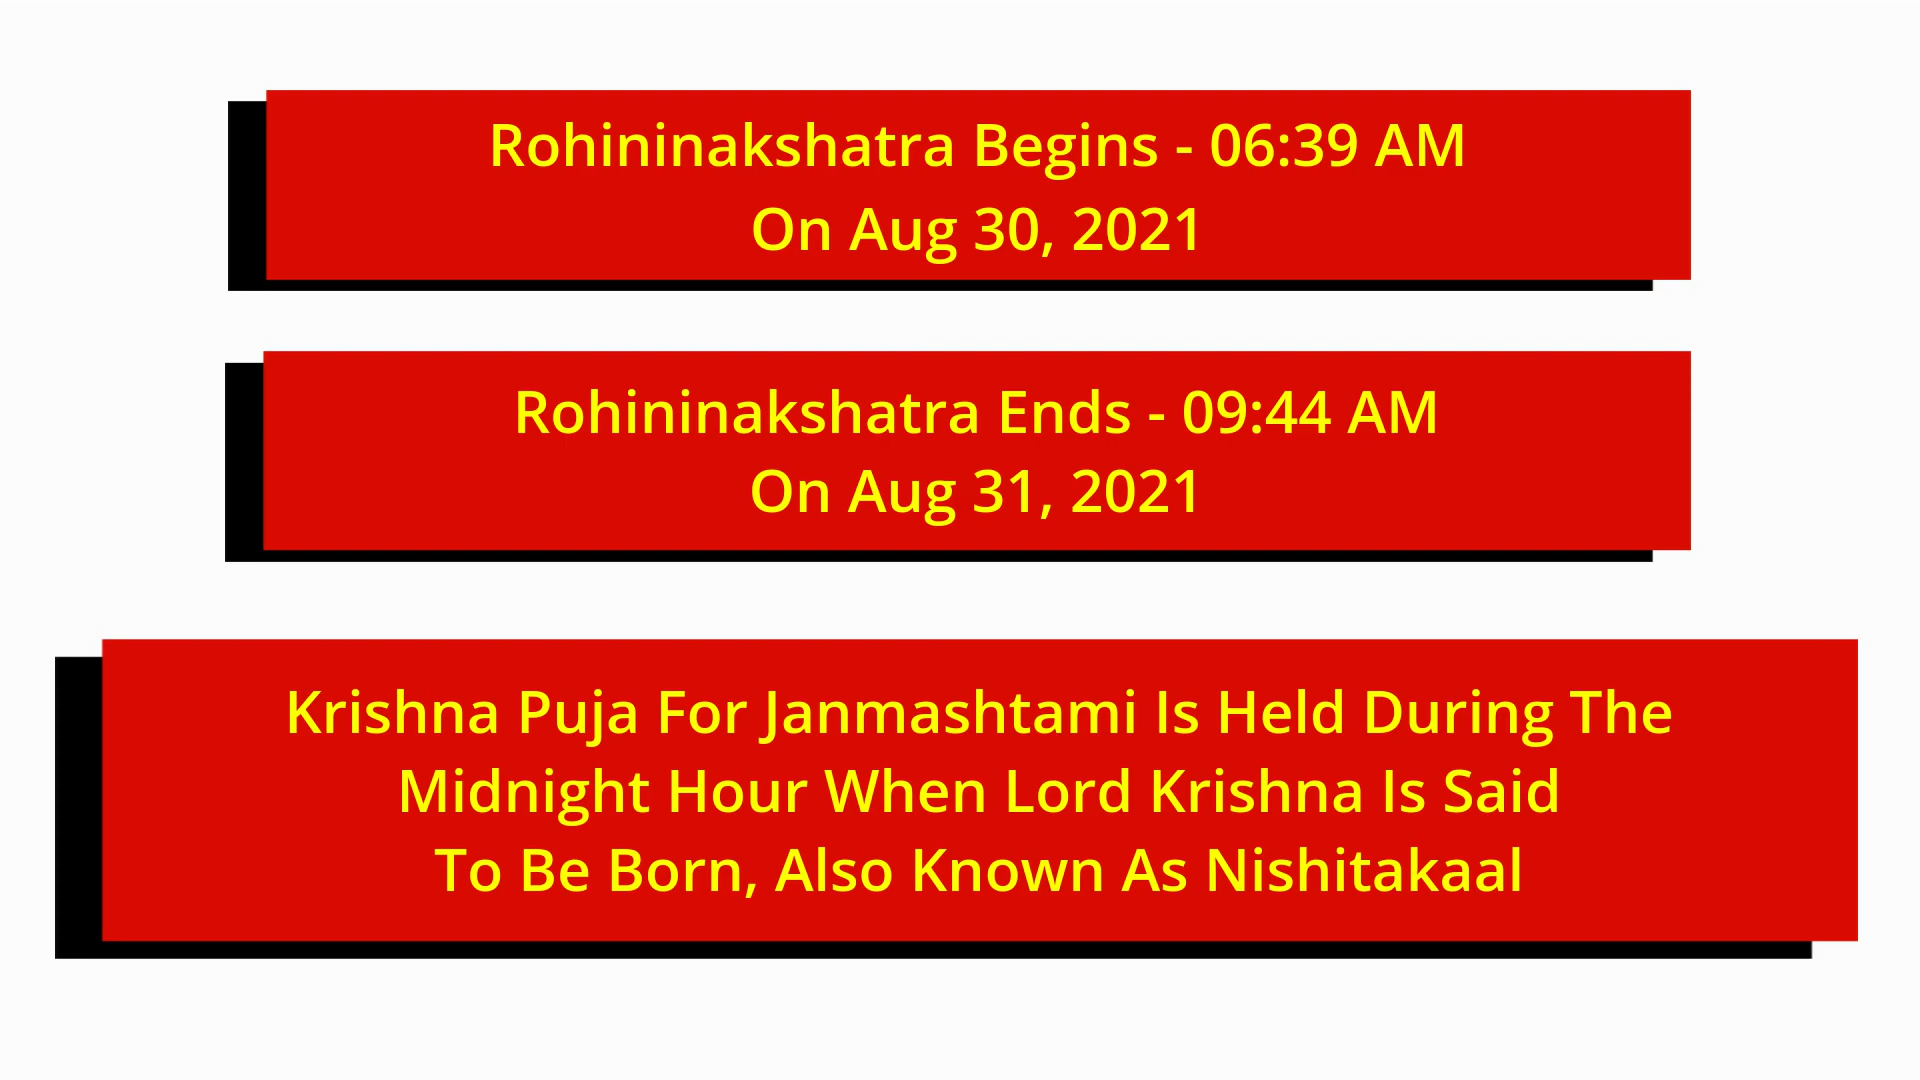 Rohininakshatra Begins - 06:39 AM
On Aug 30, 2021
Rohininakshatra Ends - 09:44 AM
On Aug 31, 2021
Krishna Puja For Janmashtami Is Held During The
Midnight Hour When Lord Krishna Is Said
To Be Born, Also Known As Nishitakaal